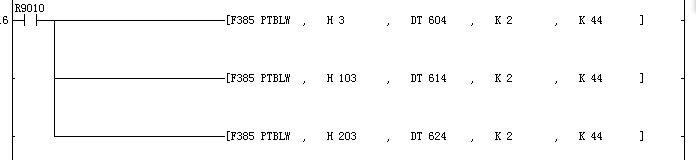 R9010
6 [F385 PTBLW , H 3 , DT 604 , K 2 , K 44 ]
[F385 PTBLW , H 103 , DT 614 , K 2 , K 44 ]
[F385 PTBLW , H 203 , DT 624 , K 2 , K 44 ]